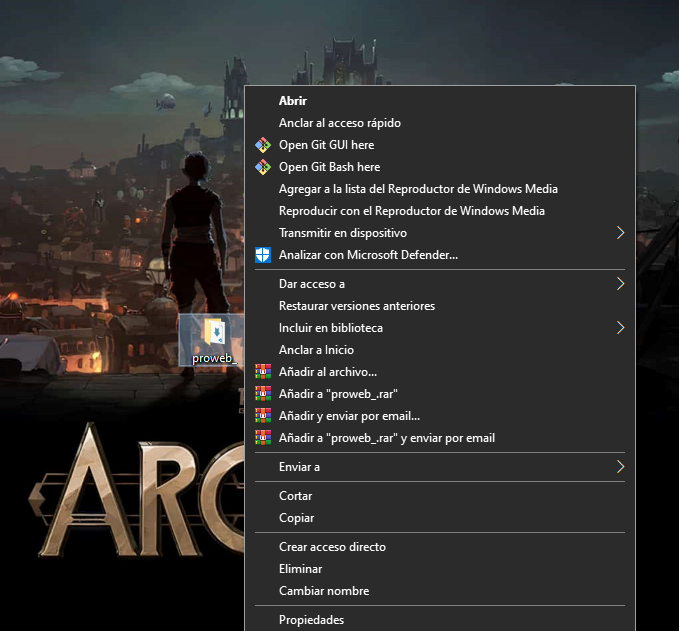 Abrir
Anclar al acceso rápido
Open Git GUI here
Open Git Bash here
Agregar a la lista del Reproductor de Windows Media
Reproducir con el Reproductor de Windows Media
Transmitir en dispositivo
Analizar con Microsoft Defender...
Dar acceso a
Restaurar versiones anteriores
Incluir en biblioteca
Anclar a Inicio
Añadir al archivo...
Añadir a "proweb_.rar"
Añadir y enviar por email...
Añadir a "proweb_.rar" y enviar por email
Enviar a
Cortar
Copiar
Crear acceso directo
Eliminar
Cambiar nombre
Propiedades
proweb_
ARC